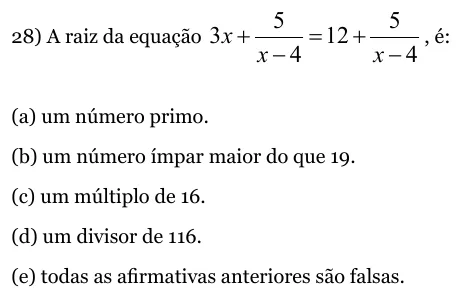 28) A raiz da equação 3x + 5/(x − 4) = 12 + 5/(x − 4), é:
(a) um número primo.
(b) um número ímpar maior do que 19.
(c) um múltiplo de 16.
(d) um divisor de 116.
(e) todas as afirmativas anteriores são falsas.